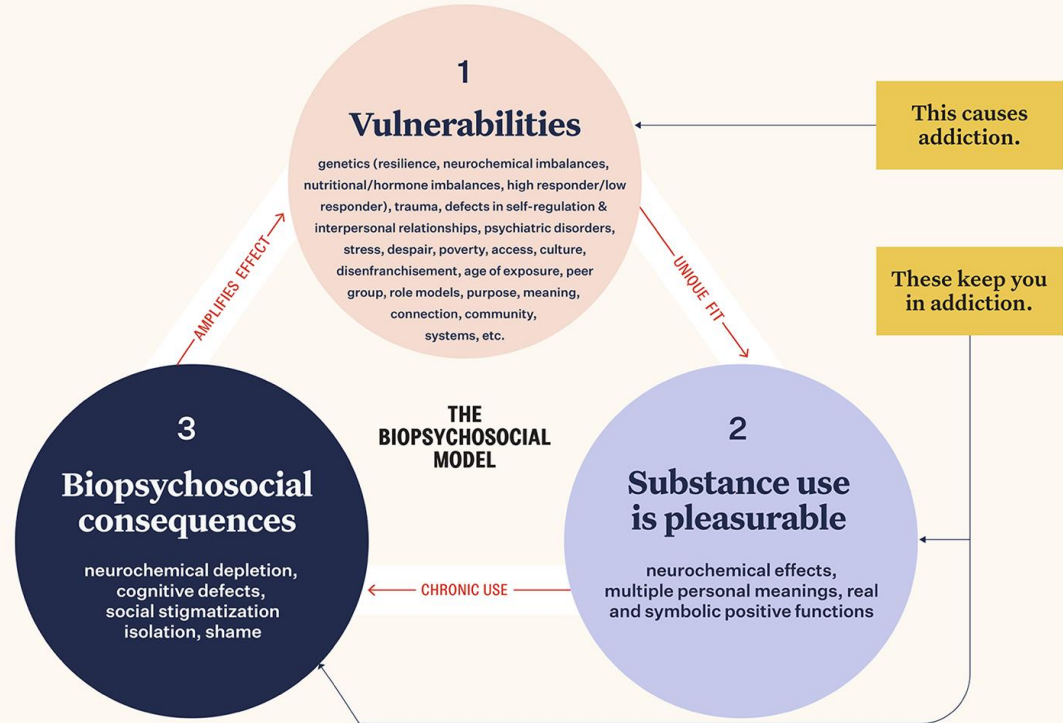 1
Vulnerabilities
genetics (resilience, neurochemical imbalances,
nutritional/hormone imbalances, high responder/low
responder), trauma, defects in self-regulation &
interpersonal relationships, psychiatric disorders,
stress, despair, poverty, access, culture,
disenfranchisement, age of exposure, peer
group, role models, purpose, meaning,
connection, community,
systems, etc.
This causes
addiction.
These keep you
in addiction.
AMPLIFIES EFFECT
UNIQUE FIT
THE
BIOPSYCHOSOCIAL
MODEL
3
Biopsychosocial
consequences
neurochemical depletion,
cognitive defects,
social stigmatization
isolation, shame
CHRONIC USE
2
Substance use
is pleasurable
neurochemical effects,
multiple personal meanings, real
and symbolic positive functions